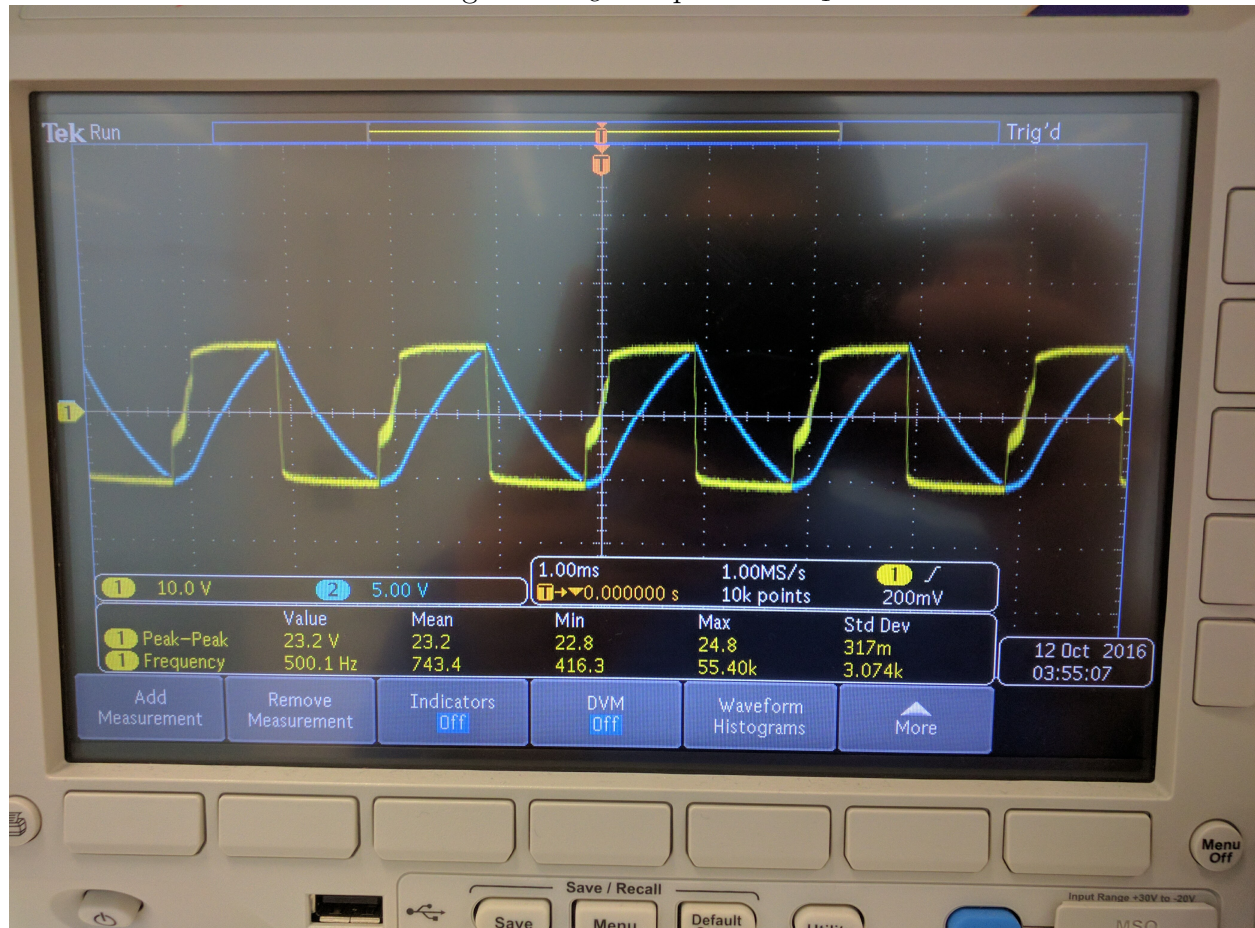 Tek Run
Trig'd
T
T
1
1 10.0 V
2 5.00 V
1.00ms 1.00MS/s 1
T→▼0.000000 s 10k points 200mV
Value Mean Min Max Std Dev
1 Peak–Peak 23.2 V 23.2 22.8 24.8 317m
1 Frequency 500.1 Hz 743.4 416.3 55.40k 3.074k
12 Oct 2016
03:55:07
Add Measurement
Remove Measurement
Indicators Off
DVM Off
Waveform Histograms
More
Menu Off
Save / Recall
Save
Menu
Default
Input Range +30V to -20V
MSO